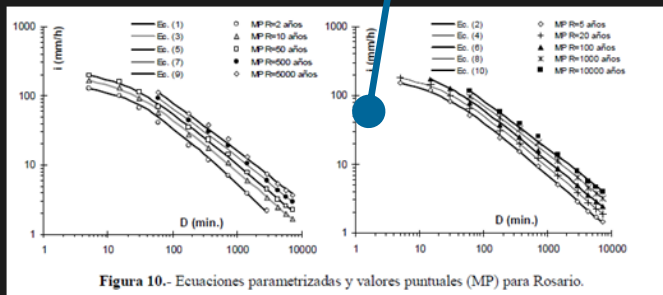 i (mm/h)
1000
100
10
1
1
10
100
1000
10000
D (min.)
Ec. (1)
Ec. (3)
Ec. (5)
Ec. (7)
Ec. (9)
MP R=2 años
MP R=10 años
MP R=50 años
MP R=500 años
MP R=5000 años
i (mm/h)
1000
100
10
1
1
10
100
1000
10000
D (min.)
Ec. (2)
Ec. (4)
Ec. (6)
Ec. (8)
Ec. (10)
MP R=5 años
MP R=20 años
MP R=100 años
MP R=1000 años
MP R=10000 años
Figura 10.- Ecuaciones parametrizadas y valores puntuales (MP) para Rosario.